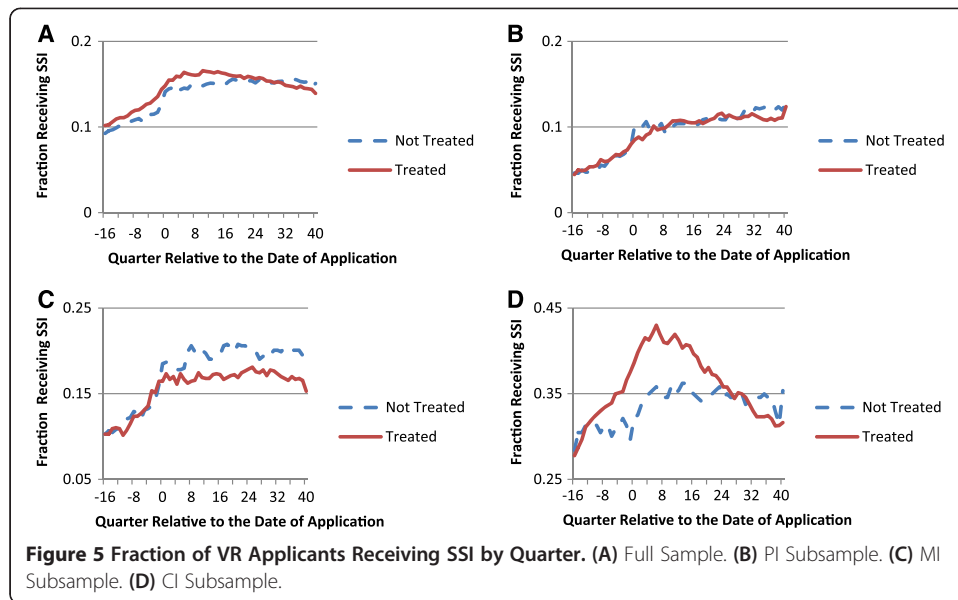 A
0.2
0.1
0
Fraction Receiving SSI
-16 -8 0 8 16 24 32 40
Quarter Relative to the Date of Application
Not Treated
Treated
B
0.2
0.1
0
Fraction Receiving SSI
-16 -8 0 8 16 24 32 40
Quarter Relative to the Date of Application
Not Treated
Treated
C
0.25
0.15
0.05
Fraction Receiving SSI
-16 -8 0 8 16 24 32 40
Quarter Relative to the Date of Application
Not Treated
Treated
D
0.45
0.35
0.25
Fraction Receiving SSI
-16 -8 0 8 16 24 32 40
Quarter Relative to the Date of Application
Not Treated
Treated
Figure 5 Fraction of VR Applicants Receiving SSI by Quarter. (A) Full Sample. (B) PI Subsample. (C) MI
Subsample. (D) CI Subsample.